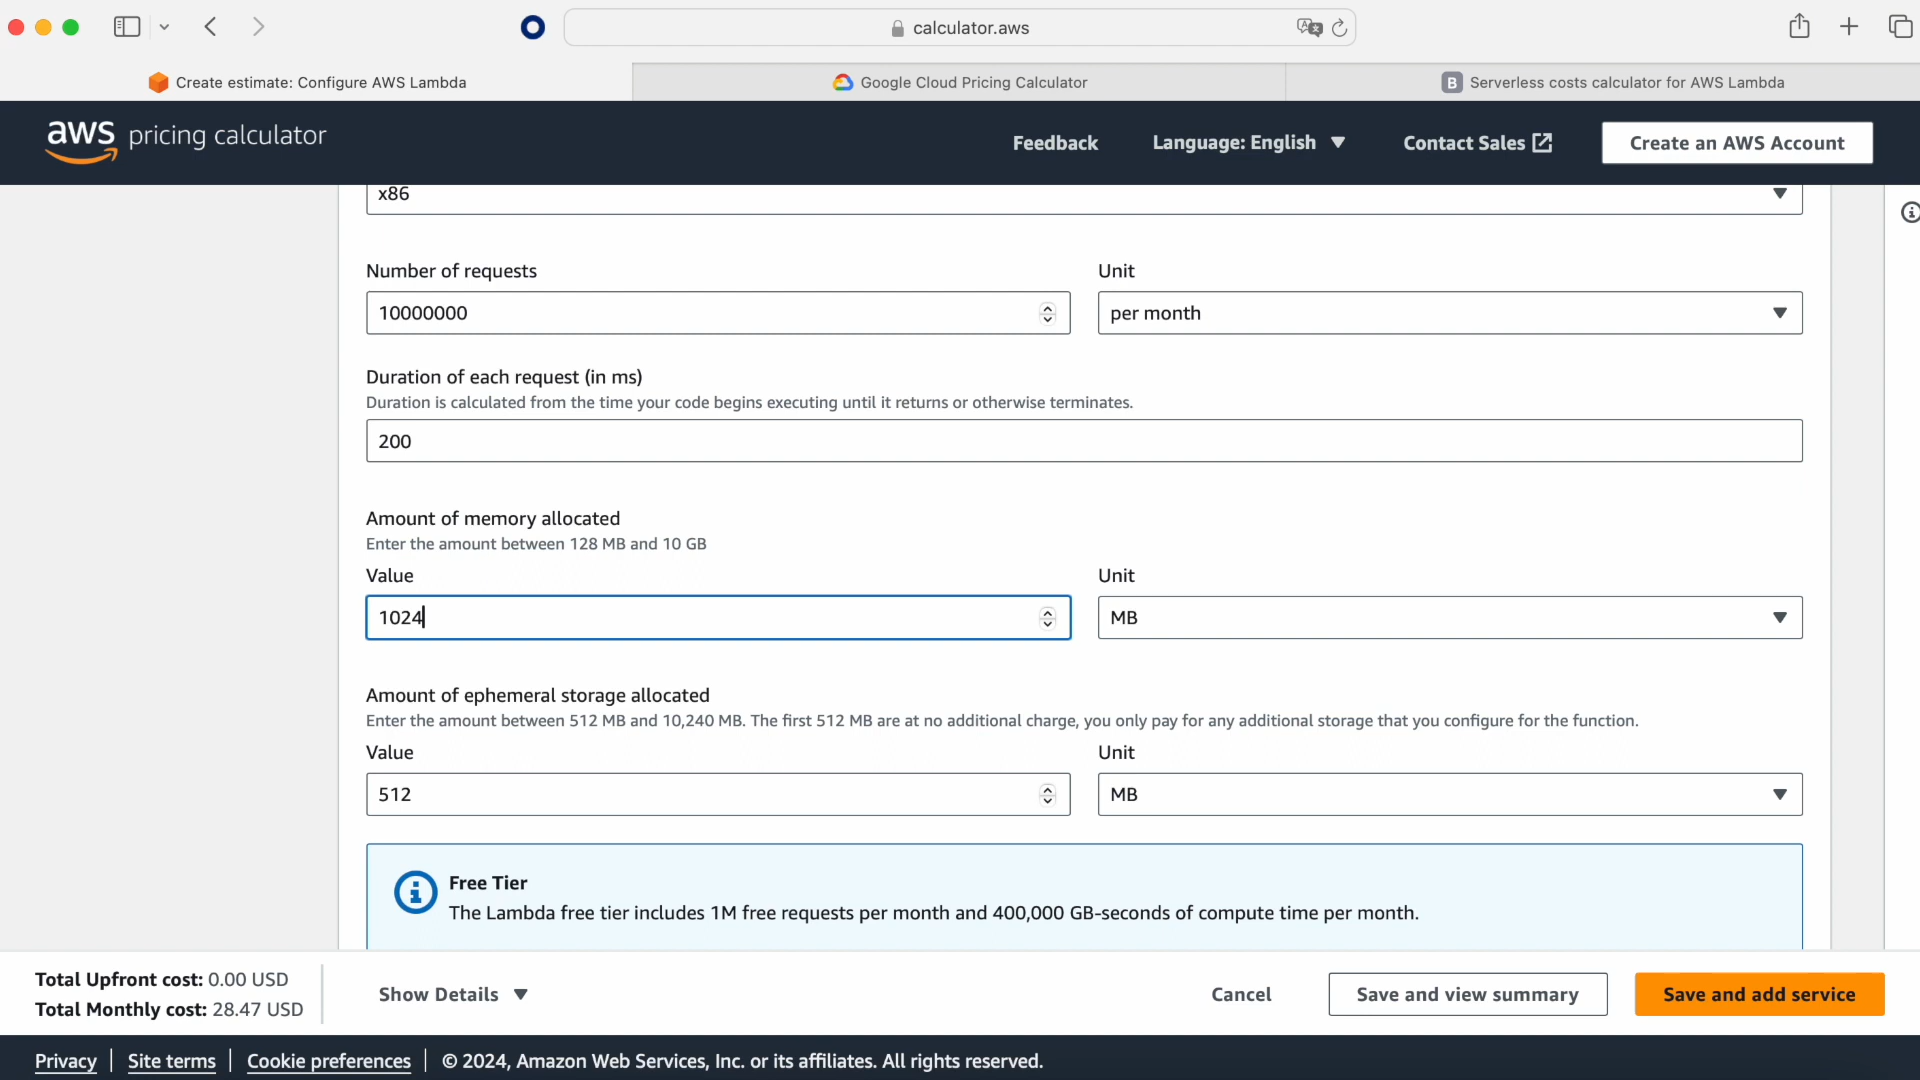 calculator.aws
Create estimate: Configure AWS Lambda
Google Cloud Pricing Calculator
B Serverless costs calculator for AWS Lambda
aws pricing calculator
Feedback
Language: English
Contact Sales
Create an AWS Account
x86
Number of requests
Unit
10000000
per month
Duration of each request (in ms)
Duration is calculated from the time your code begins executing until it returns or otherwise terminates.
200
Amount of memory allocated
Enter the amount between 128 MB and 10 GB
Value
Unit
1024
MB
Amount of ephemeral storage allocated
Enter the amount between 512 MB and 10,240 MB. The first 512 MB are at no additional charge, you only pay for any additional storage that you configure for the function.
Value
Unit
512
MB
Free Tier
The Lambda free tier includes 1M free requests per month and 400,000 GB-seconds of compute time per month.
Total Upfront cost: 0.00 USD
Total Monthly cost: 28.47 USD
Show Details
Cancel
Save and view summary
Save and add service
Privacy | Site terms | Cookie preferences | © 2024, Amazon Web Services, Inc. or its affiliates. All rights reserved.